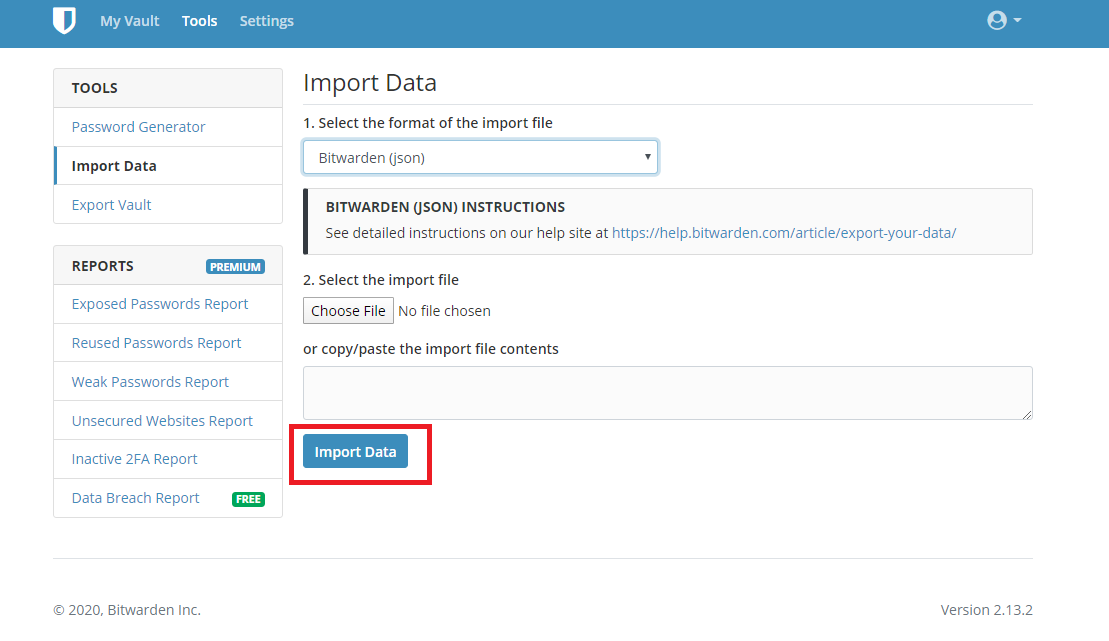 My Vault Tools Settings
TOOLS
Password Generator
Import Data
Export Vault
REPORTS PREMIUM
Exposed Passwords Report
Reused Passwords Report
Weak Passwords Report
Unsecured Websites Report
Inactive 2FA Report
Data Breach Report FREE
Import Data
1. Select the format of the import file
Bitwarden (json)
BITWARDEN (JSON) INSTRUCTIONS
See detailed instructions on our help site at https://help.bitwarden.com/article/export-your-data/
2. Select the import file
Choose File No file chosen
or copy/paste the import file contents
Import Data
© 2020, Bitwarden Inc. Version 2.13.2